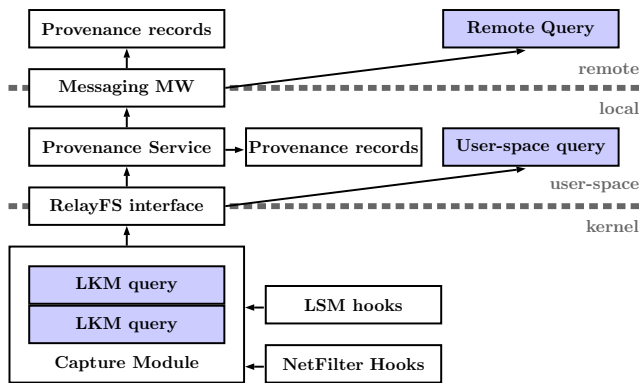 Provenance records
Remote Query
remote
Messaging MW
local
Provenance Service
Provenance records
User-space query
user-space
RelayFS interface
kernel
LKM query
LSM hooks
LKM query
Capture Module
NetFilter Hooks